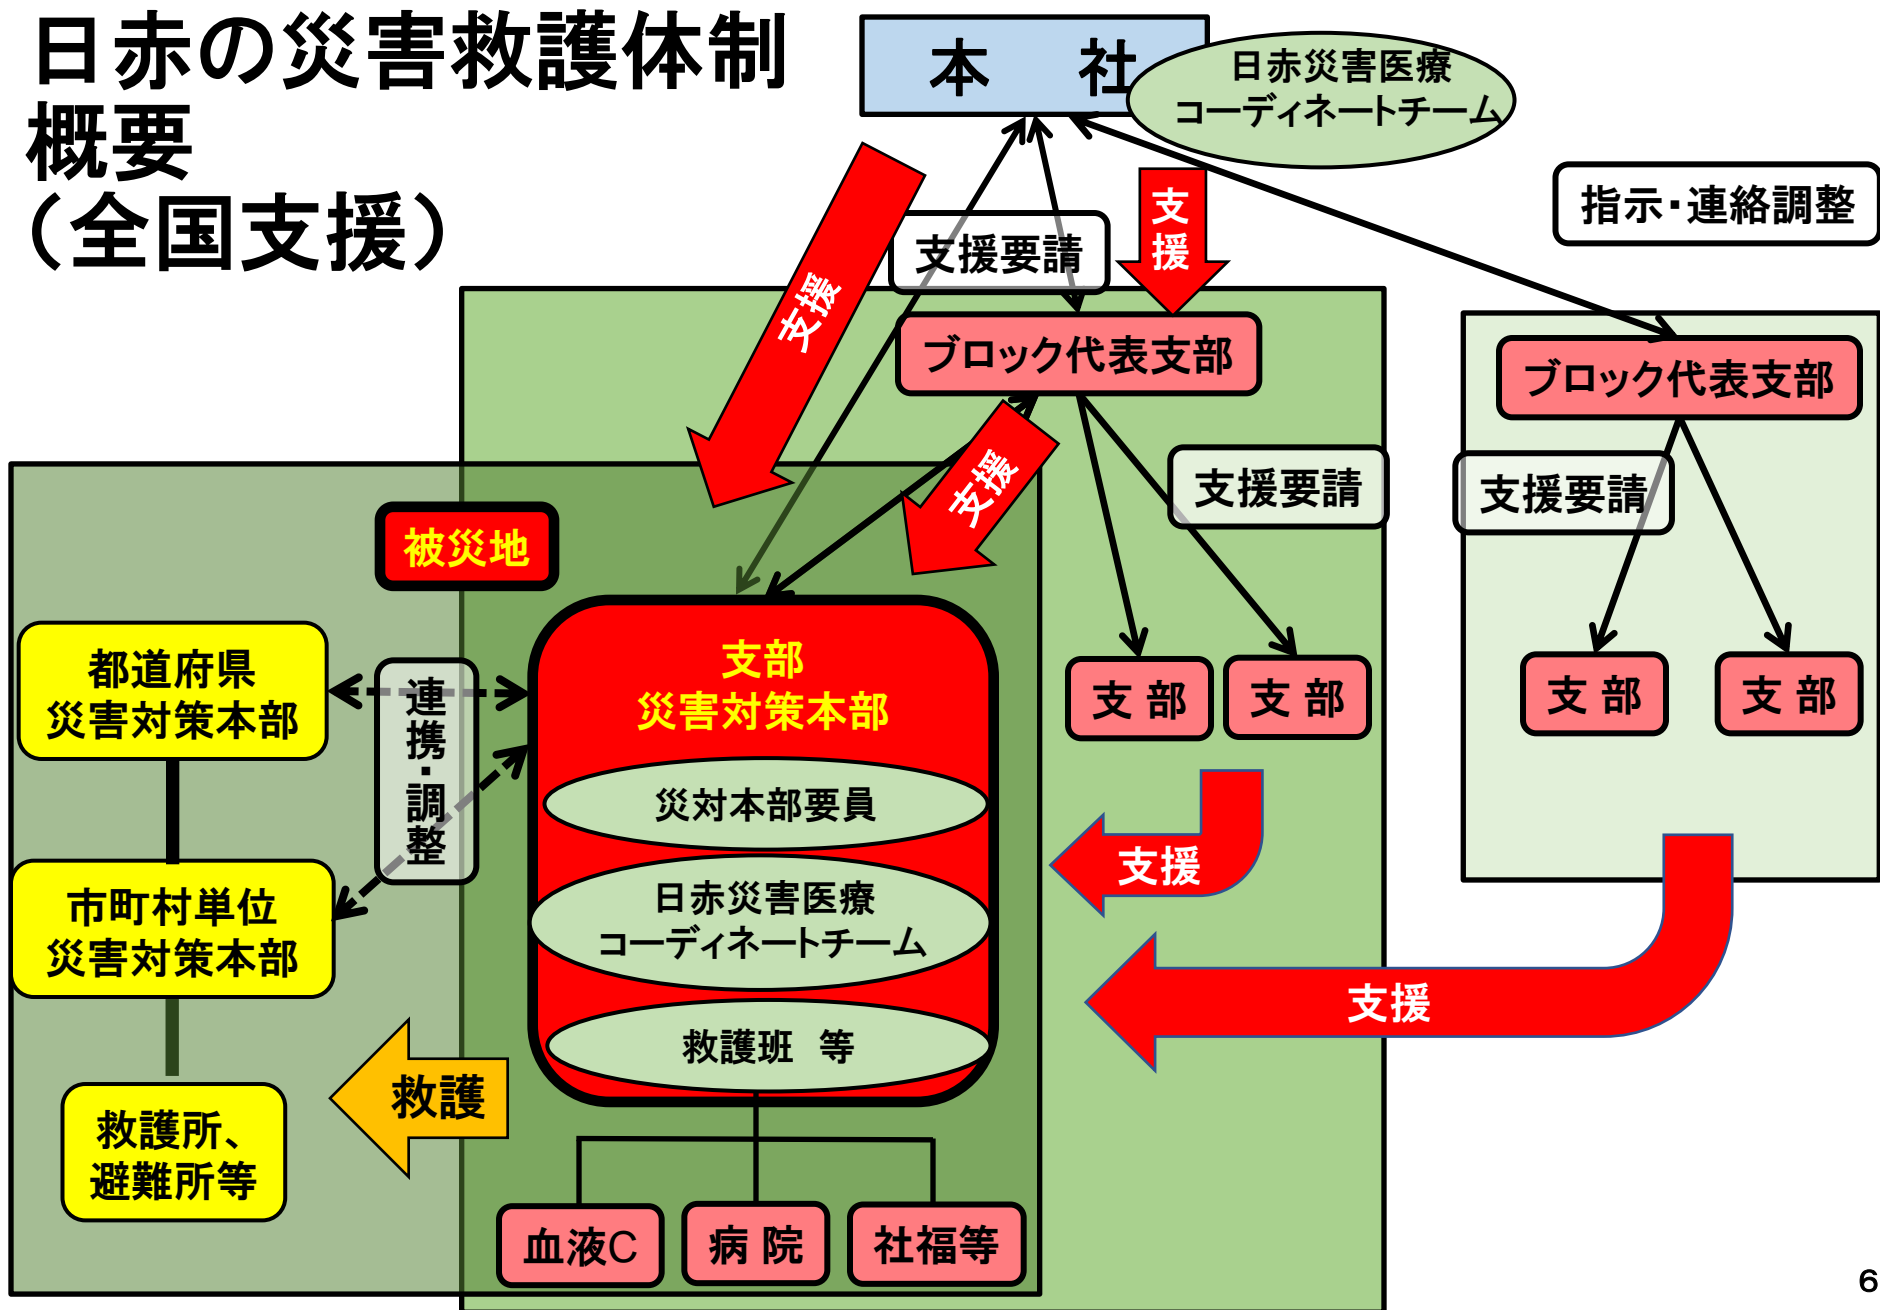 日赤の災害救護体制
概要
（全国支援）
本　社
日赤災害医療
コーディネートチーム
指示・連絡調整
支援
支援要請
支援
ブロック代表支部
ブロック代表支部
支援
支援要請
支援要請
被災地
都道府県
災害対策本部
連携・調整
支部
災害対策本部
支 部
支 部
支 部
支 部
災対本部要員
支援
市町村単位
災害対策本部
日赤災害医療
コーディネートチーム
支援
救護班　等
救護
救護所、
避難所等
血液C
病 院
社福等
6